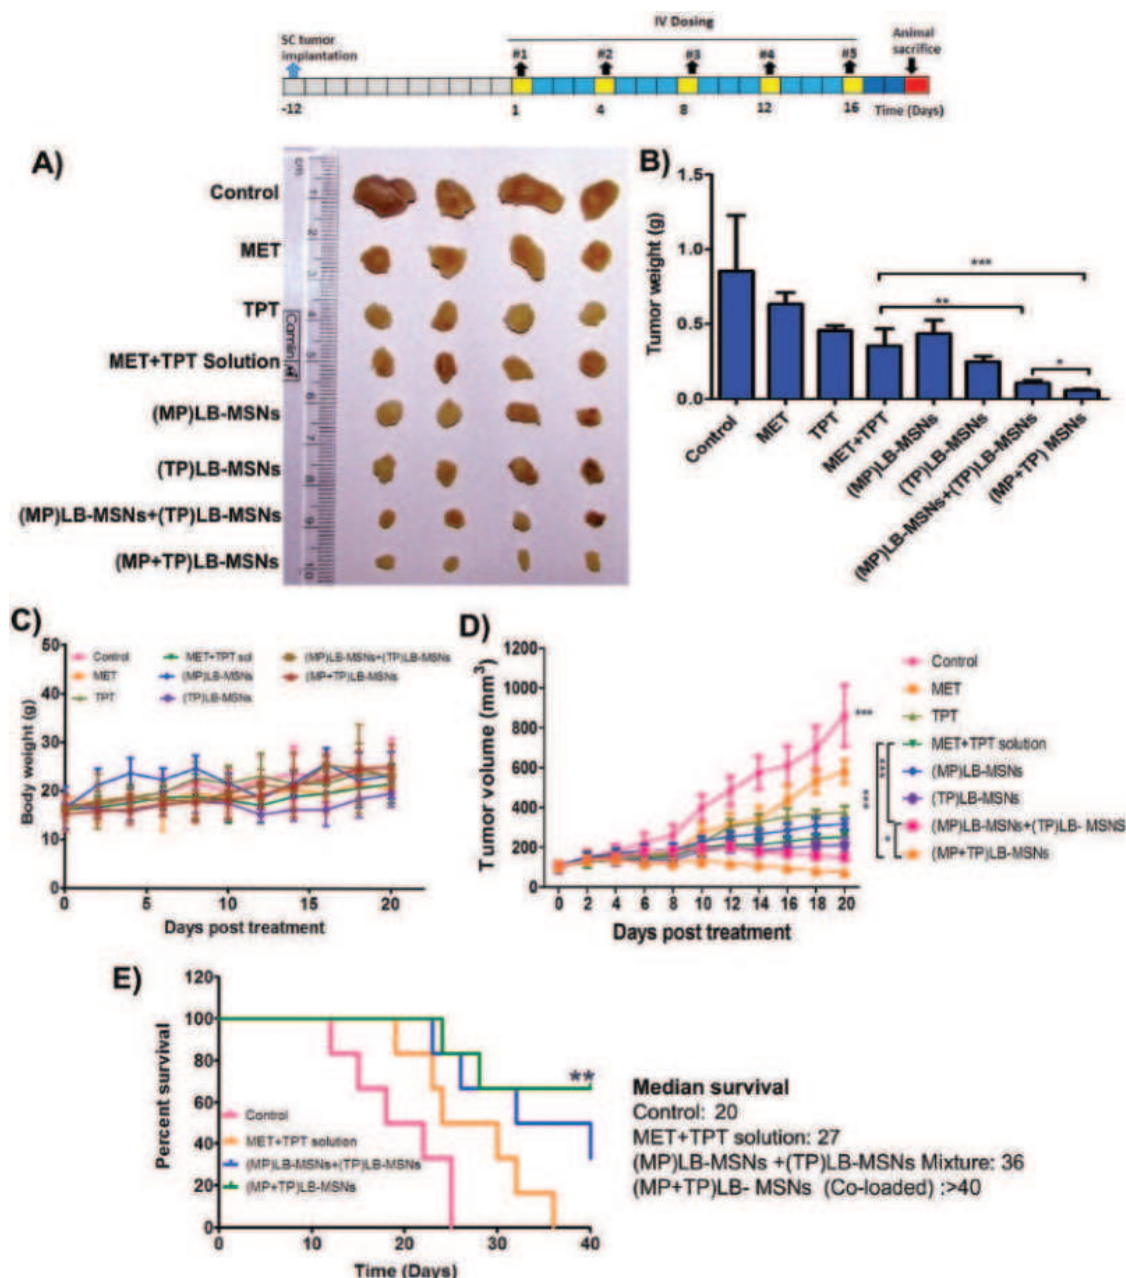 IV Dosing
SC tumor
implantation
Animal
sacrifice
#1 #2 #3 #4 #5
-12 1 4 8 12 16 Time (Days)
A)
Control
MET
TPT
MET+TPT Solution
(MP)LB-MSNs
(TP)LB-MSNs
(MP)LB-MSNs+(TP)LB-MSNs
(MP+TP)LB-MSNs
cm
1
2
3
4
5
6
7
8
9
10
B)
Tumor weight (g)
1.5
1.0
0.5
0.0
***
**
*
Control
MET
TPT
MET+TPT
(MP)LB-MSNs
(TP)LB-MSNs
(MP)LB-MSNs+(TP)LB-MSNs
(MP+TP) MSNs
C)
Body weight (g)
50
40
30
20
10
0
Control
MET
TPT
MET+TPT sol
(MP)LB-MSNs
(TP)LB-MSNs
(MP)LB-MSNs+(TP)LB-MSNs
(MP+TP)LB-MSNs
0 5 10 15 20
Days post treatment
D)
Tumor volume (mm³)
1200
1000
800
600
400
200
0
0 2 4 6 8 10 12 14 16 18 20
Days post treatment
Control
MET
TPT
MET+TPT solution
(MP)LB-MSNs
(TP)LB-MSNs
(MP)LB-MSNs+(TP)LB- MSNS
(MP+TP)LB-MSNs
***
***
***
*
E)
Percent survival
120
100
80
60
40
20
0
Control
MET+TPT solution
(MP)LB-MSNs+(TP)LB-MSNs
(MP+TP)LB-MSNs
**
0 10 20 30 40
Time (Days)
Median survival
Control: 20
MET+TPT solution: 27
(MP)LB-MSNs +(TP)LB-MSNs Mixture: 36
(MP+TP)LB- MSNs (Co-loaded) :>40